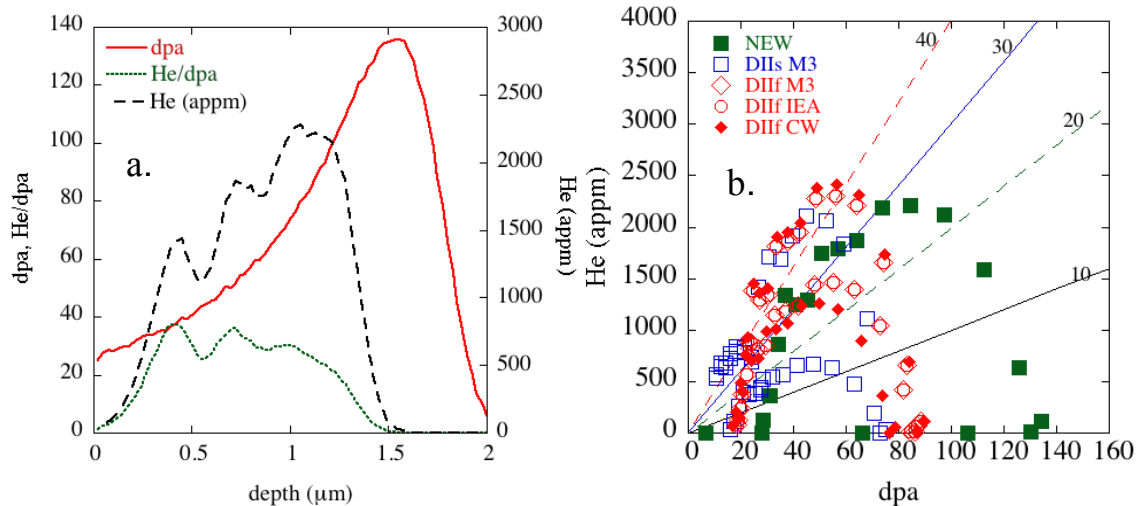 dpa
He/dpa
He (appm)
a.
140
120
100
80
60
40
20
0
dpa, He/dpa
3000
2500
2000
1500
1000
500
0
He (appm)
0 0.5 1 1.5 2
depth (μm)
NEW
DIIs M3
DIIf M3
DIIf IEA
DIIf CW
40
30
20
10
b.
4000
3500
3000
2500
2000
1500
1000
500
0
He (appm)
0 20 40 60 80 100 120 140 160
dpa